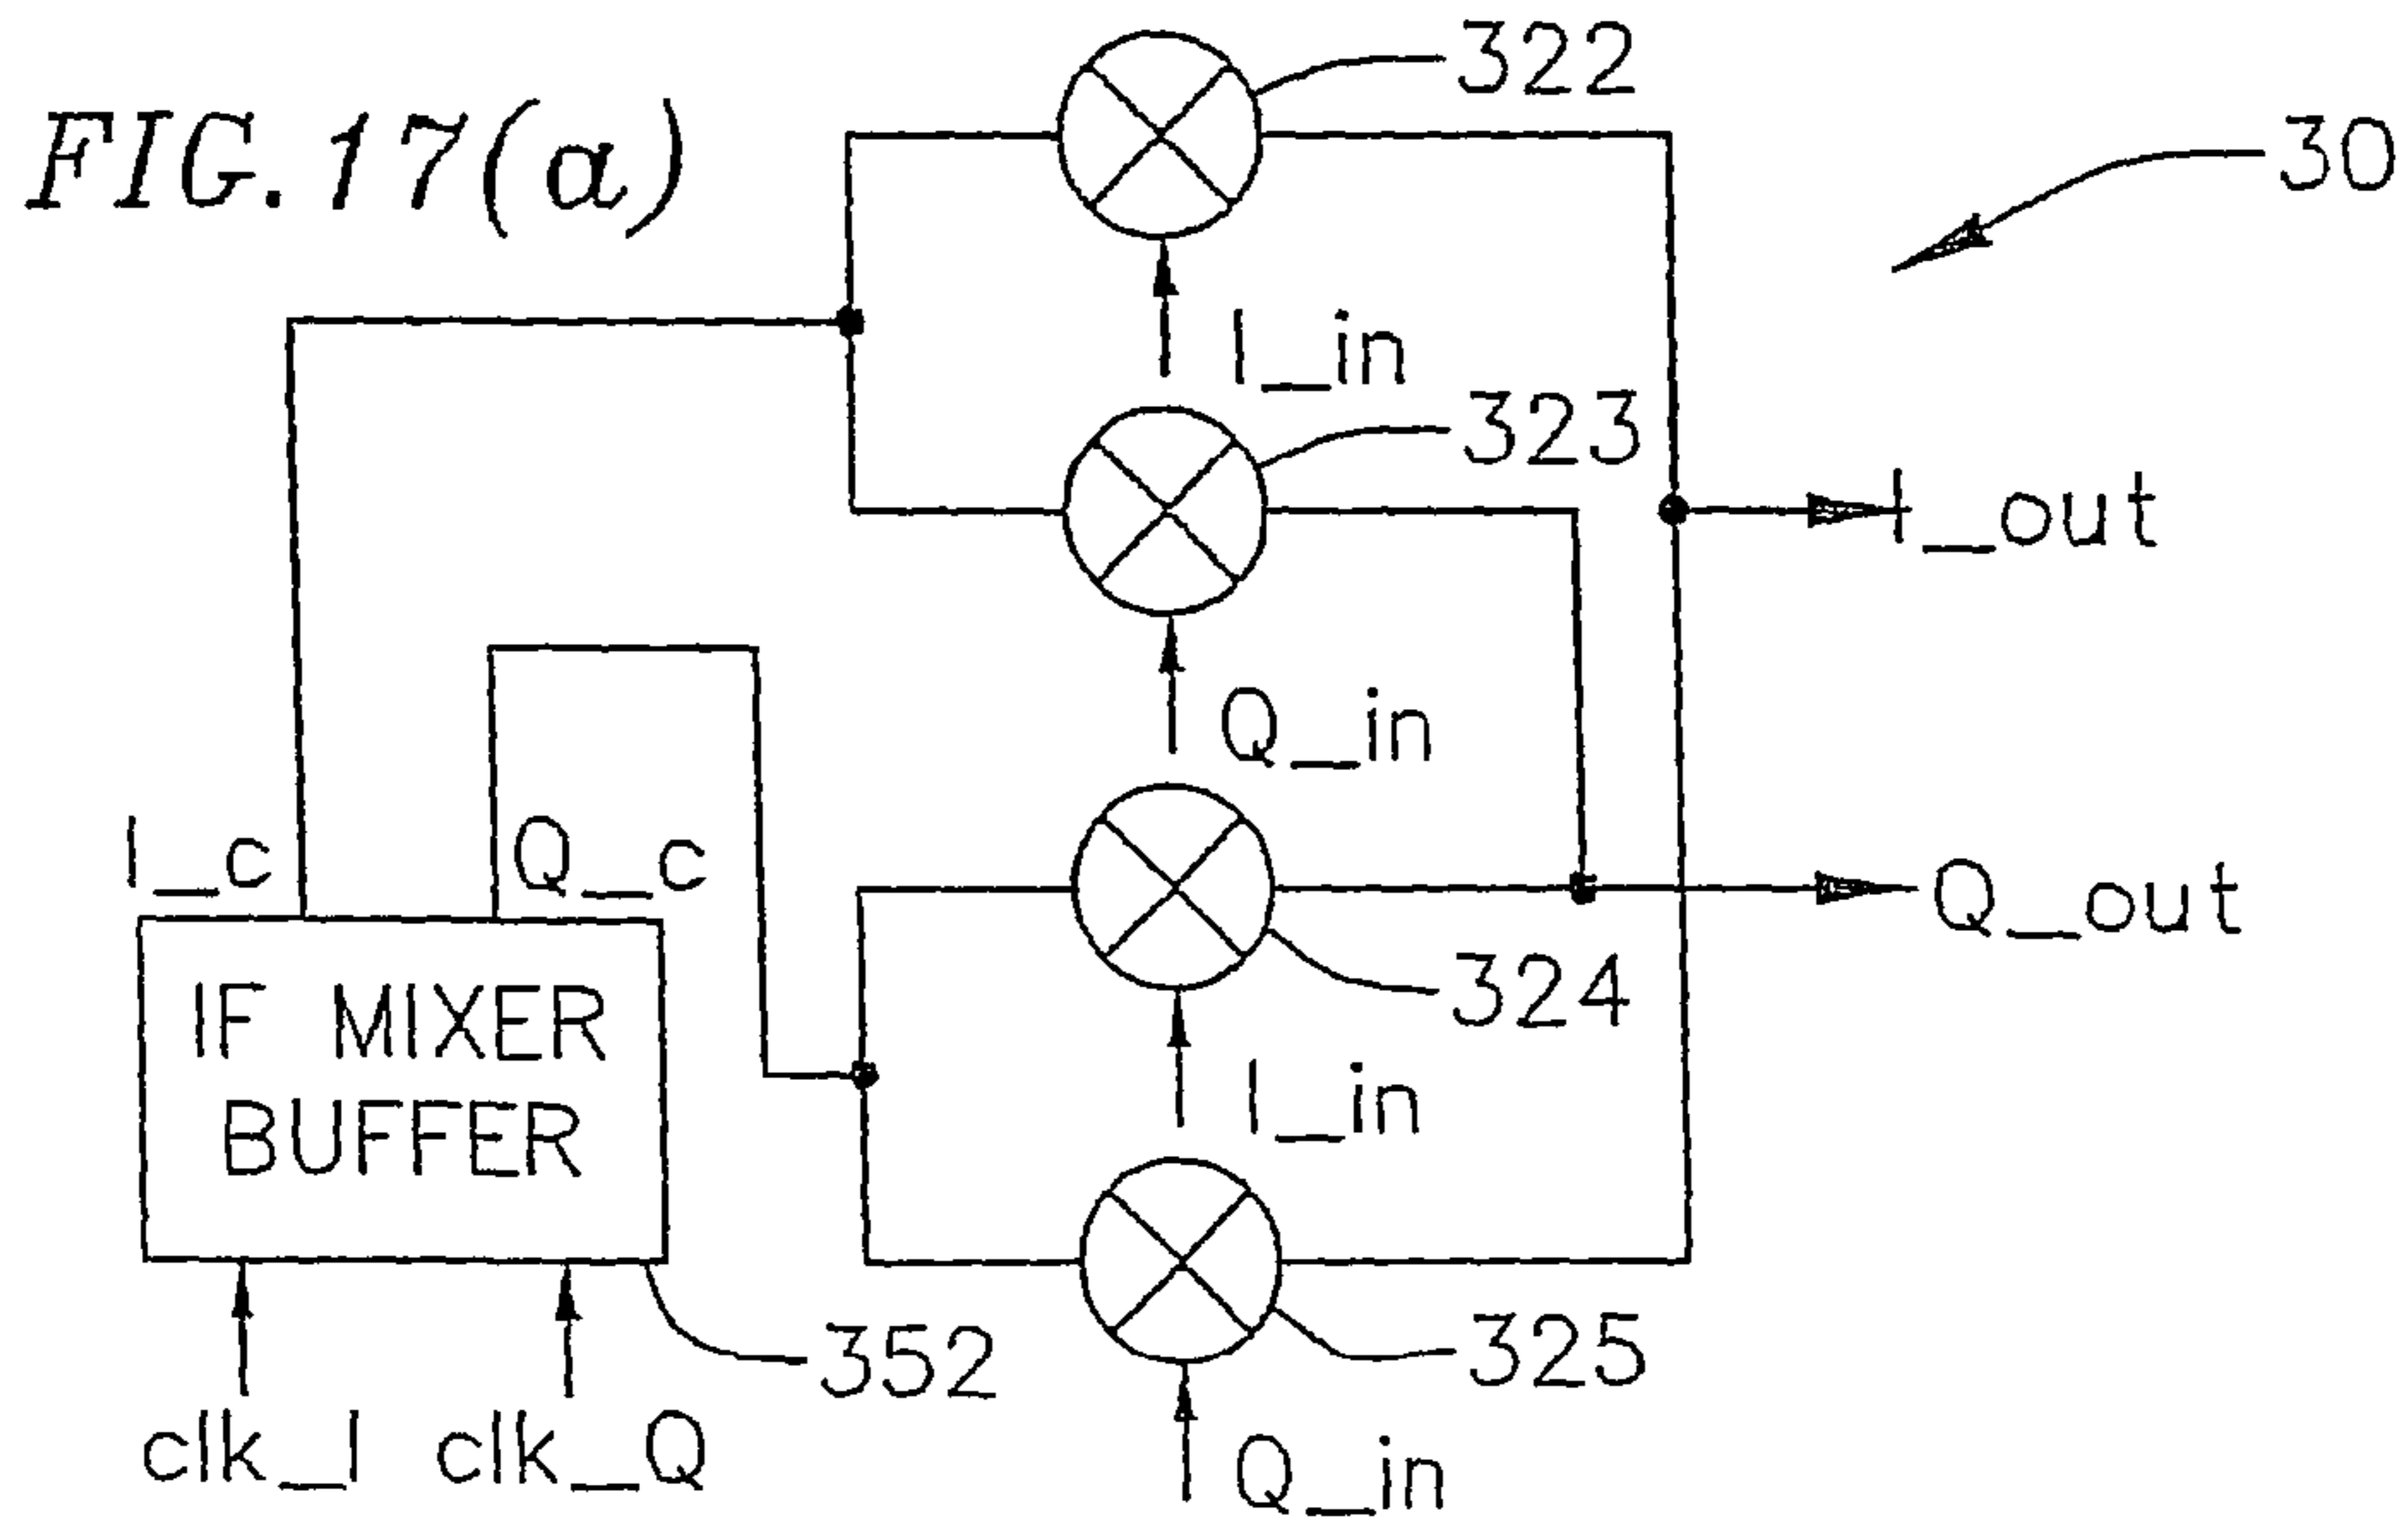 FIG.17(a)
322
30
I_in
323
I_out
Q_in
I_c
Q_c
Q_out
324
IF MIXER
BUFFER
I_in
325
352
clk_I
clk_Q
Q_in